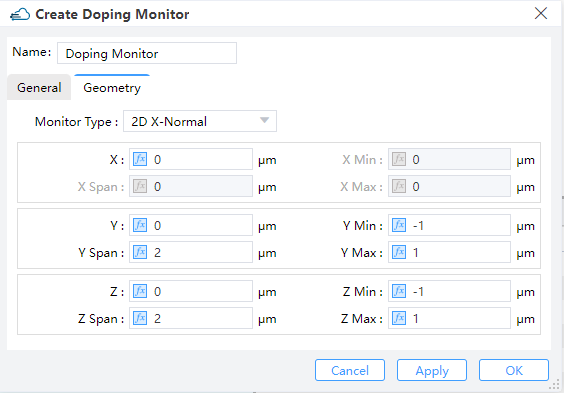 Create Doping Monitor
Name: Doping Monitor
General Geometry
Monitor Type : 2D X-Normal
X : fx 0 μm X Min : fx 0 μm
X Span : fx 0 μm X Max : fx 0 μm
Y : fx 0 μm Y Min : fx -1 μm
Y Span : fx 2 μm Y Max : fx 1 μm
Z : fx 0 μm Z Min : fx -1 μm
Z Span : fx 2 μm Z Max : fx 1 μm
Cancel Apply OK